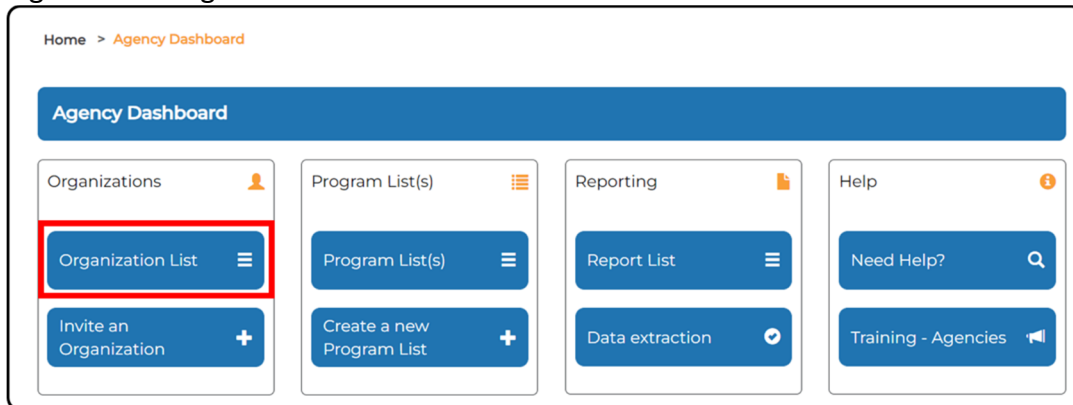 Home > Agency Dashboard
Agency Dashboard
Organizations
Organization List
Invite an
Organization
Program List(s)
Program List(s)
Create a new
Program List
Reporting
Report List
Data extraction
Help
Need Help?
Training - Agencies